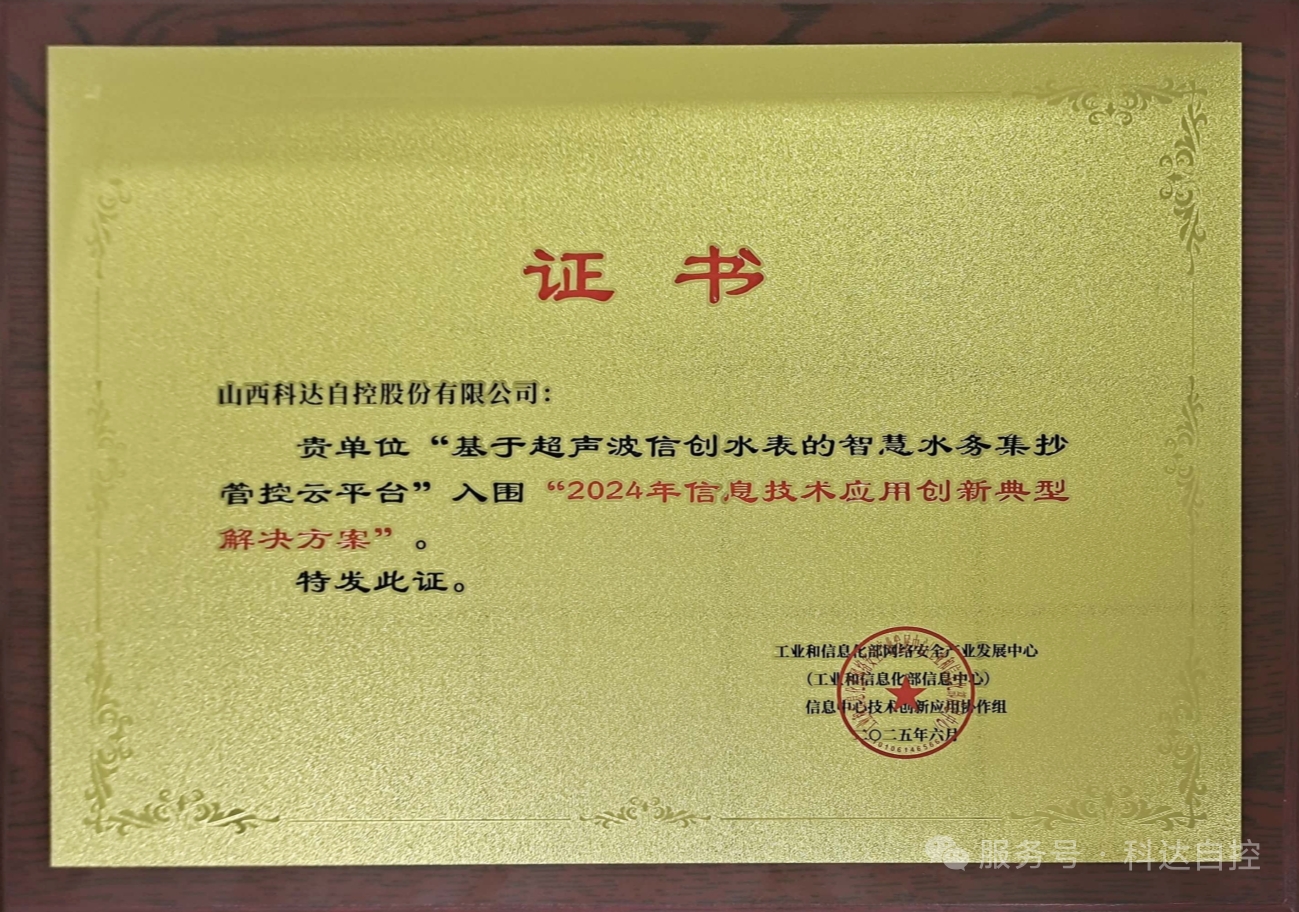 证 书
山西科达自控股份有限公司：
贵单位“基于超声波信创水表的智慧水务集抄
管控云平台”入围“2024年信息技术应用创新典型
解决方案”。
特发此证。
工业和信息化部网络安全产业发展中心
（工业和信息化部信息中心）
信息中心技术创新应用协作组
二〇二五年六月
服务号·科达自控